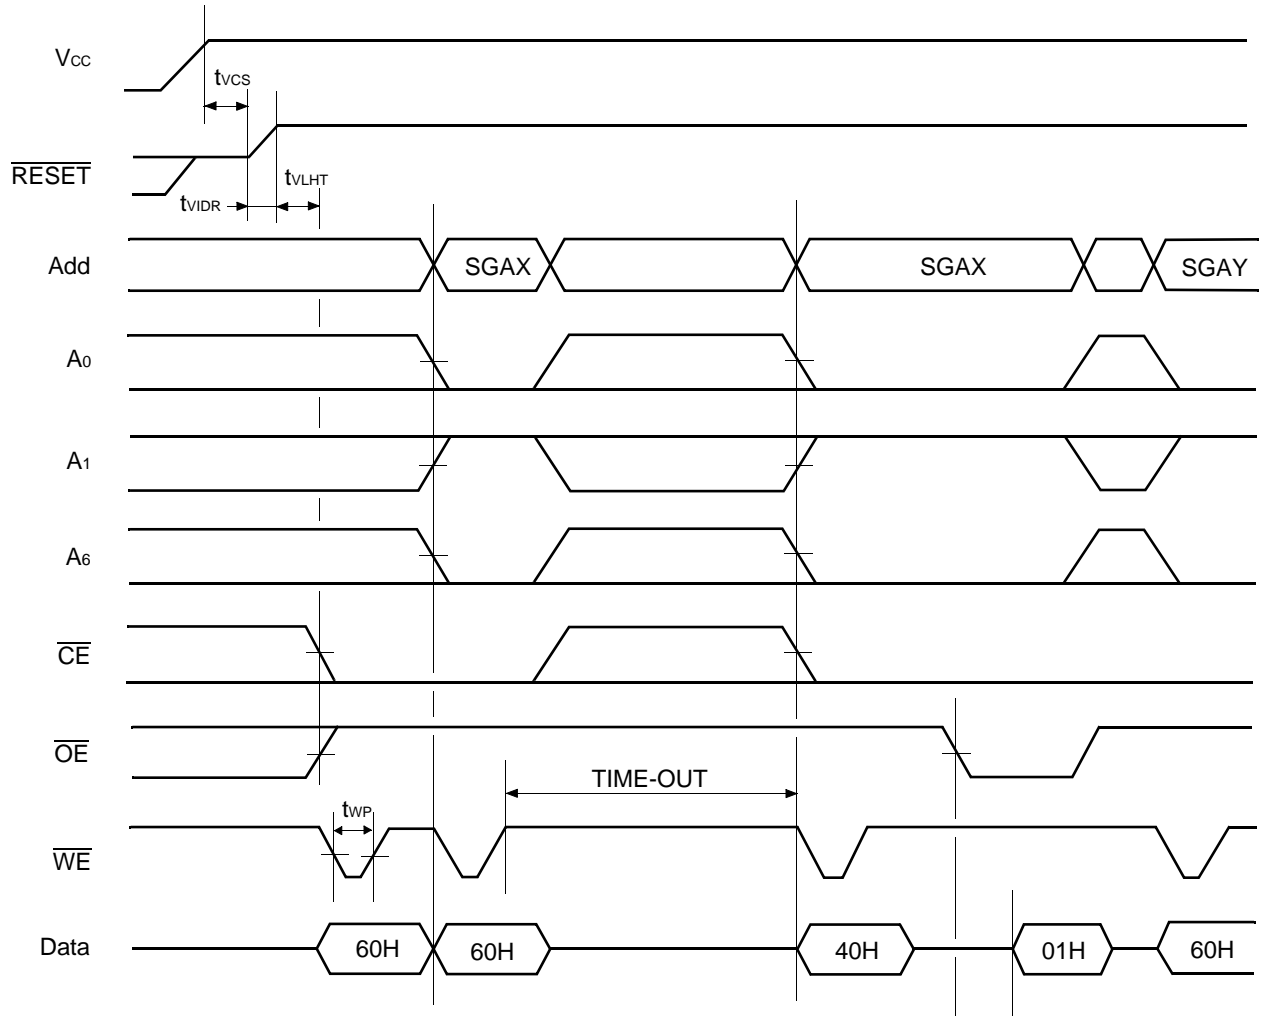 VCC
tVCS
RESET
tVLHT
tVIDR
Add
SGAX
SGAX
SGAY
A0
A1
A6
CE
OE
TIME-OUT
tWP
WE
Data
60H
60H
40H
01H
60H